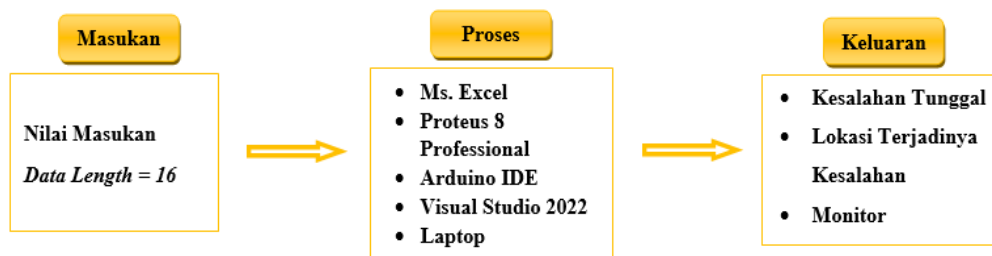 Masukan
Nilai Masukan
Data Length = 16
Proses
• Ms. Excel
• Proteus 8
Professional
• Arduino IDE
• Visual Studio 2022
• Laptop
Keluaran
• Kesalahan Tunggal
• Lokasi Terjadinya
Kesalahan
• Monitor